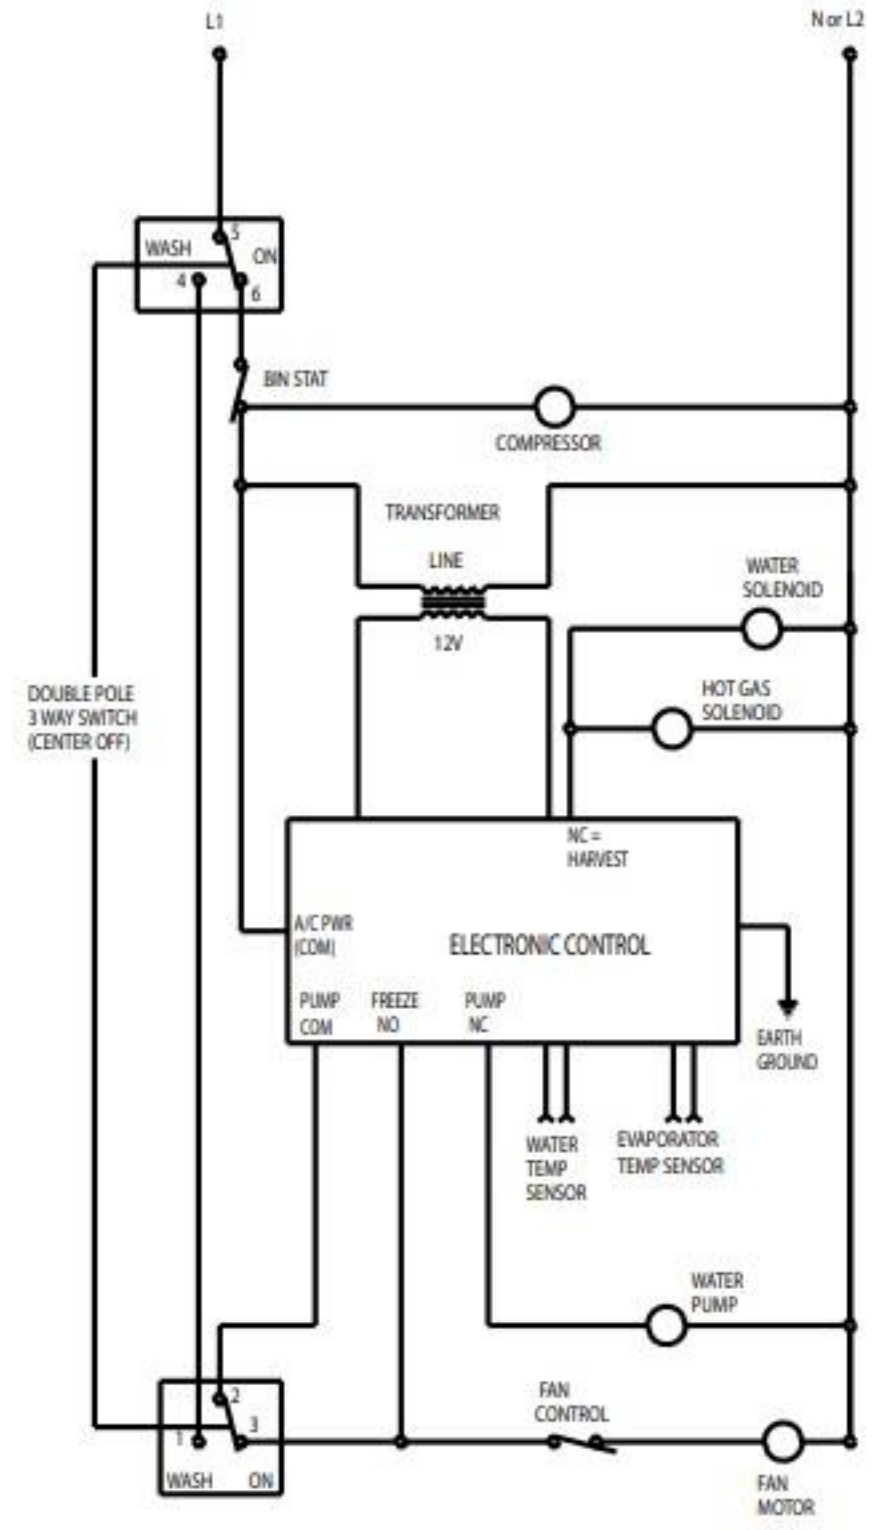 L1
N or L2
WASH
5
ON
4
6
BIN STAT
COMPRESSOR
TRANSFORMER
LINE
12V
WATER
SOLENOID
HOT GAS
SOLENOID
DOUBLE POLE
3 WAY SWITCH
(CENTER OFF)
NC =
HARVEST
A/C PWR
(COM)
ELECTRONIC CONTROL
PUMP
COM
FREEZE
NO
PUMP
NC
EARTH
GROUND
WATER
TEMP
SENSOR
EVAPORATOR
TEMP SENSOR
WATER
PUMP
2
3
1
WASH
ON
FAN
CONTROL
FAN
MOTOR